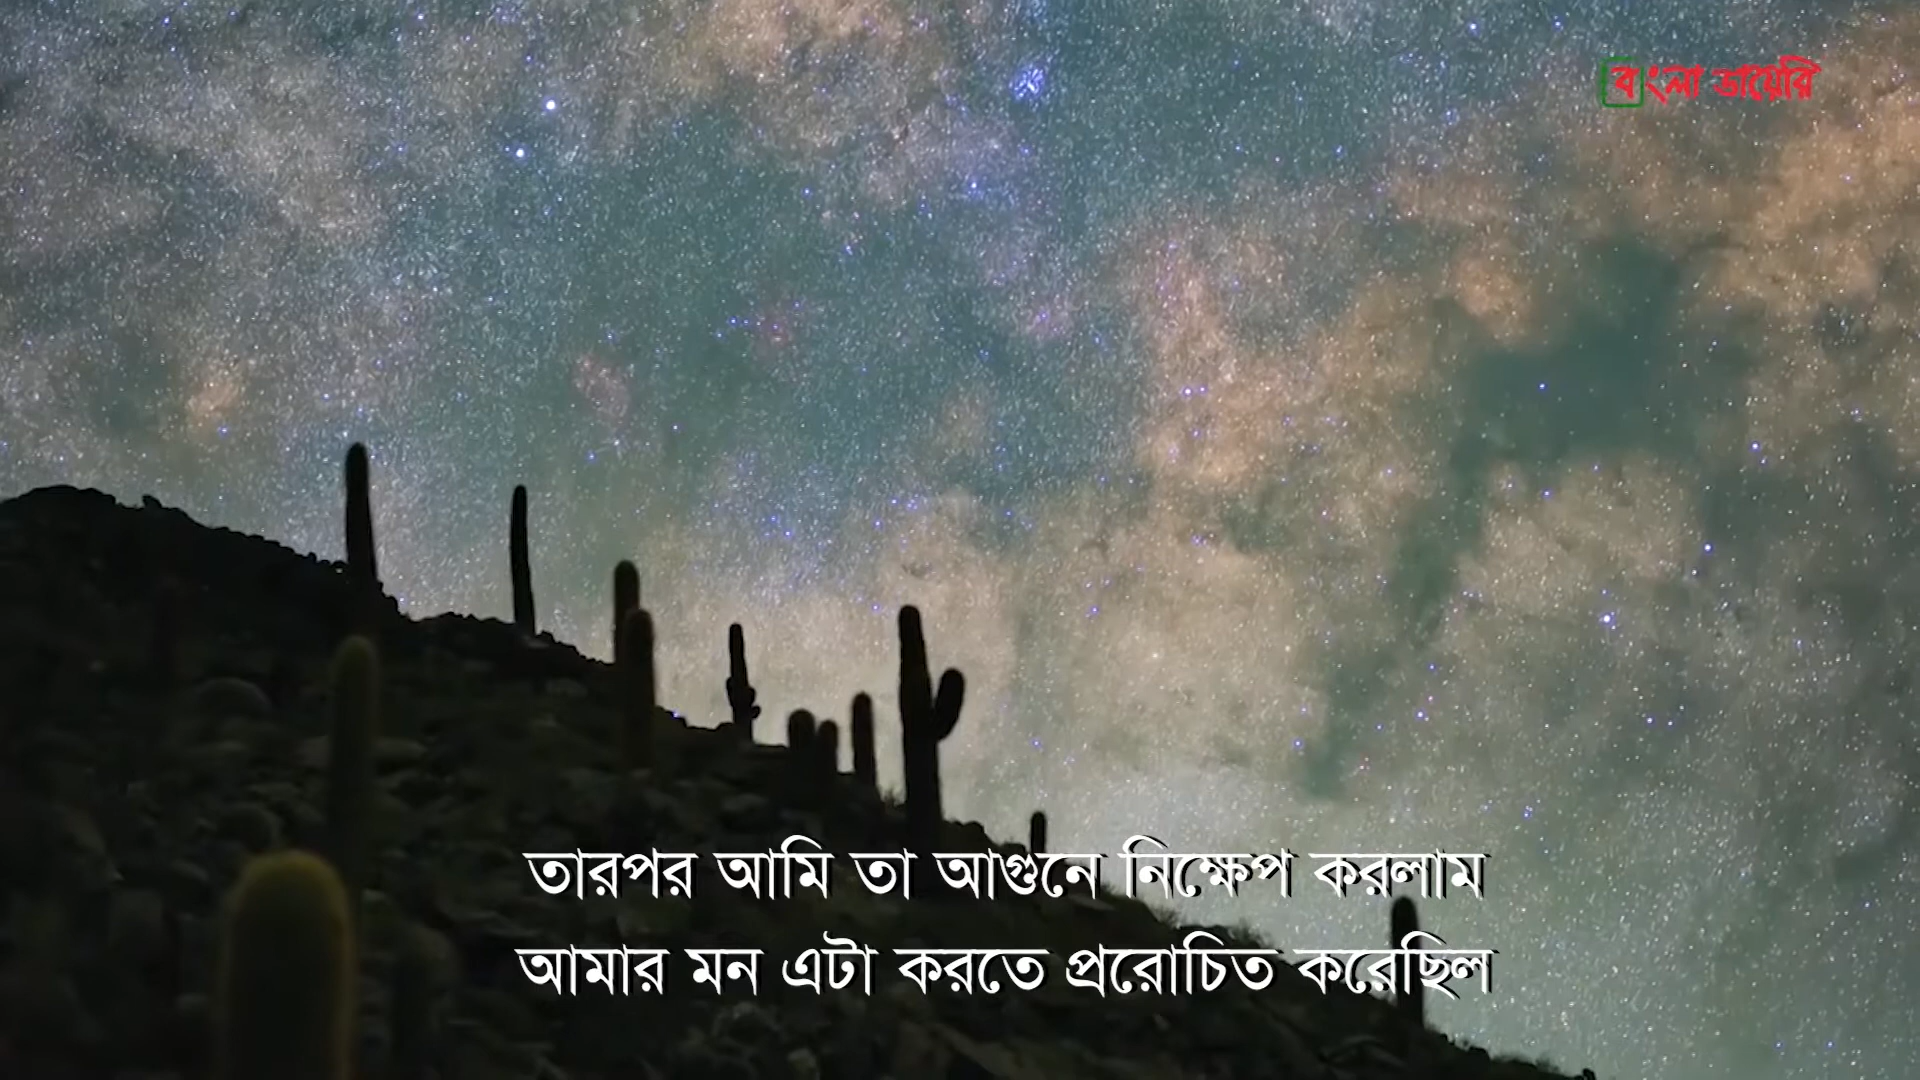 বাংলা ডায়েরি
তারপর আমি তা আগুনে নিক্ষেপ করলাম
আমার মন এটা করতে প্ররোচিত করেছিল